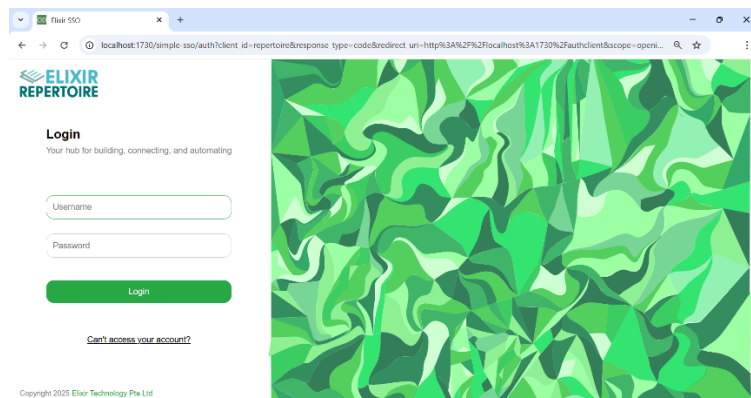 Elixir SSO
localhost:1730/simple-sso/auth?client_id=repertoire&response_type=code&redirect_uri=http%3A%2F%2Flocalhost%3A1730%2Fauthclient&scope=openi...
ELIXIR
REPERTOIRE
Login
Your hub for building, connecting, and automating
Username
Password
Login
Can't access your account?
Copyright 2025 Elixir Technology Pte Ltd